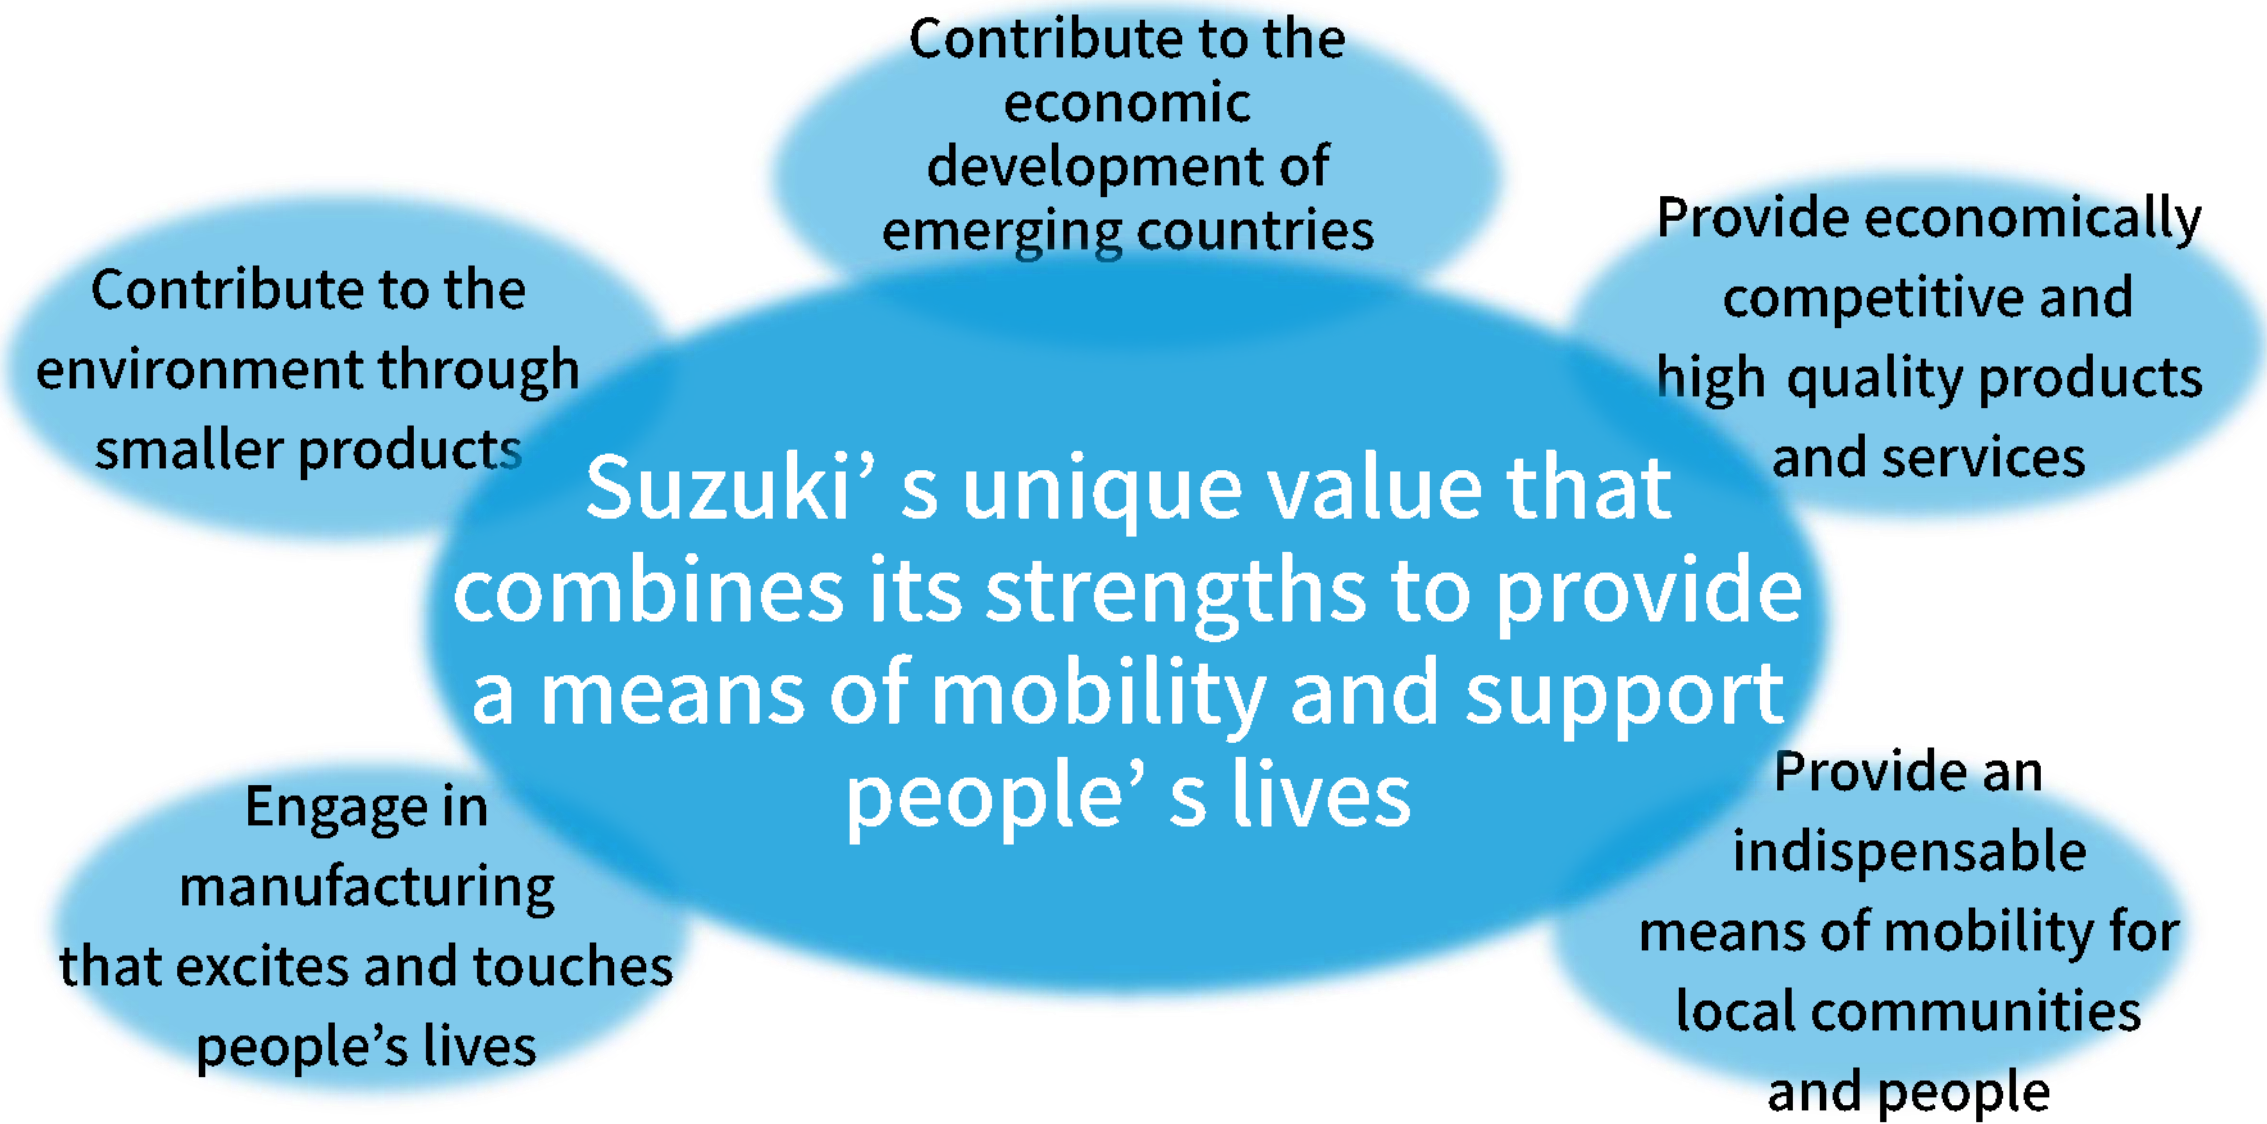 Contribute to the
economic
development of
emerging countries
Contribute to the
environment through
smaller products
Provide economically
competitive and
high quality products
and services
Suzuki’ s unique value that
combines its strengths to provide
a means of mobility and support
people’ s lives
Engage in
manufacturing
that excites and touches
people’s lives
Provide an
indispensable
means of mobility for
local communities
and people